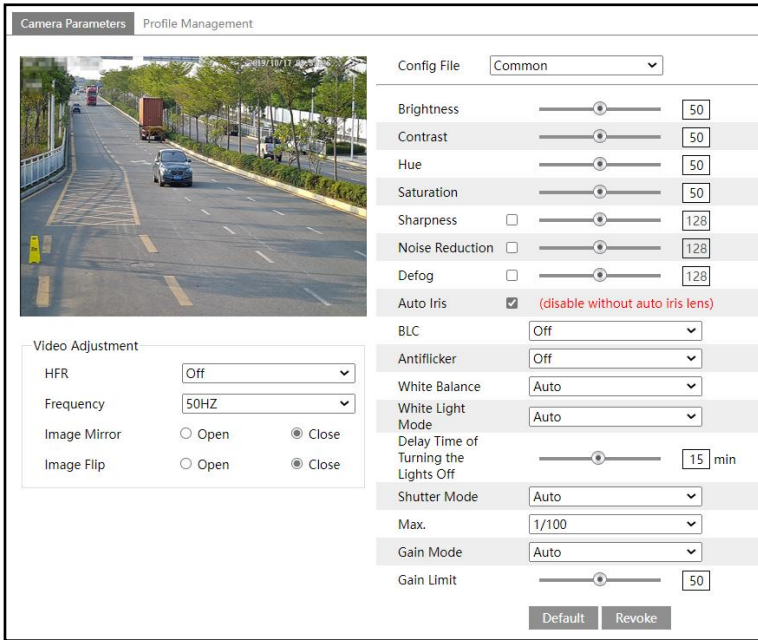 Camera Parameters Profile Management
2019/10/17
Config File Common
Brightness 50
Contrast 50
Hue 50
Saturation 50
Sharpness 128
Noise Reduction 128
Defog 128
Auto Iris (disable without auto iris lens)
BLC Off
Antiflicker Off
White Balance Auto
White Light
Mode Auto
Delay Time of
Turning the
Lights Off 15 min
Shutter Mode Auto
Max. 1/100
Gain Mode Auto
Gain Limit 50
Default Revoke
Video Adjustment
HFR Off
Frequency 50HZ
Image Mirror Open Close
Image Flip Open Close